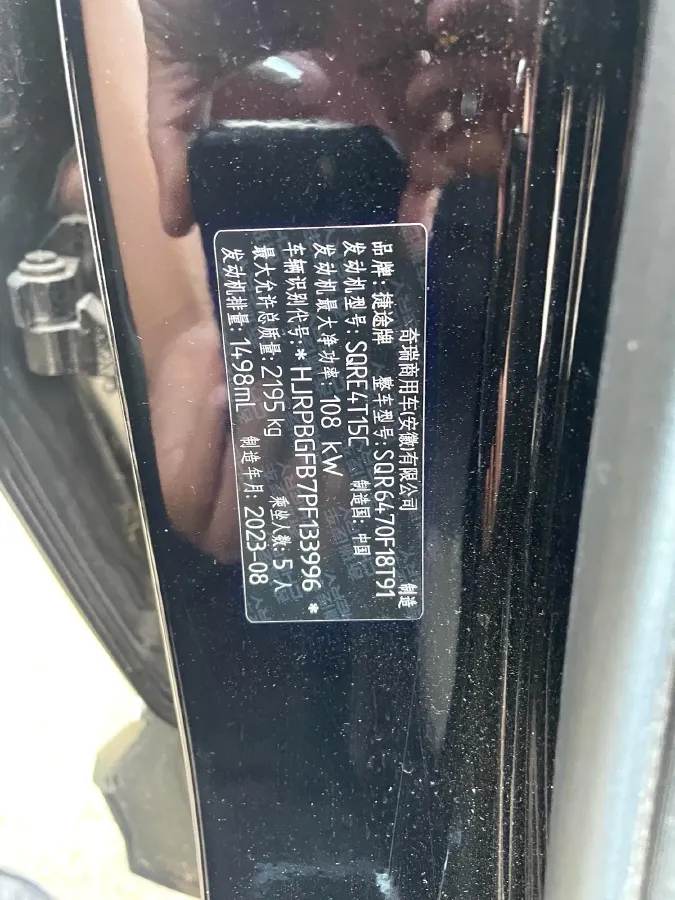 奇瑞商用车(安徽)有限公司 制造
品牌:捷途牌 整车型号:SQR6470F18T91
发动机型号:SQRE4T15C 制造国:中国
发动机最大净功率:108 kW
车辆识别代号:*HJRPBGFB7PF133996*
最大允许总质量:2195 kg 乘坐人数:5 人
发动机排量:1498mL 制造年月:2023-08